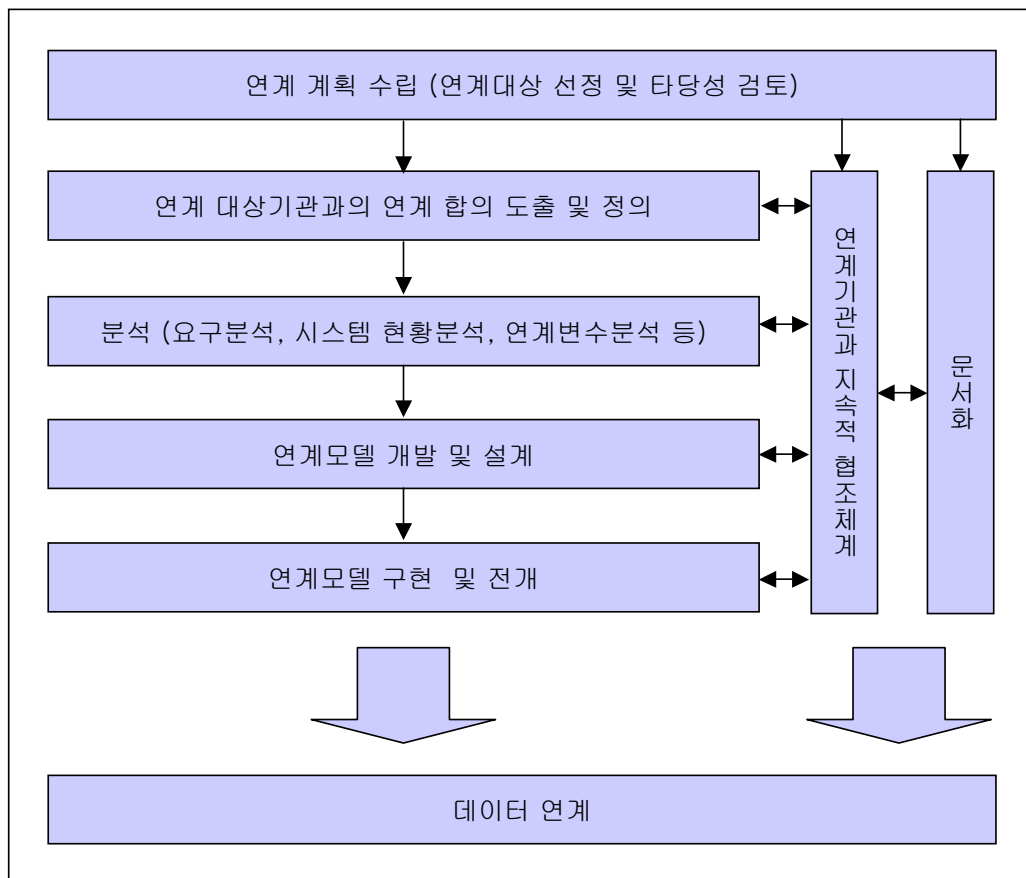 연계 계획 수립 (연계대상 선정 및 타당성 검토)
연계 대상기관과의 연계 합의 도출 및 정의
분석 (요구분석, 시스템 현황분석, 연계변수분석 등)
연계모델 개발 및 설계
연계모델 구현 및 전개
연계기관과 지속적 협조체계
문서화
데이터 연계